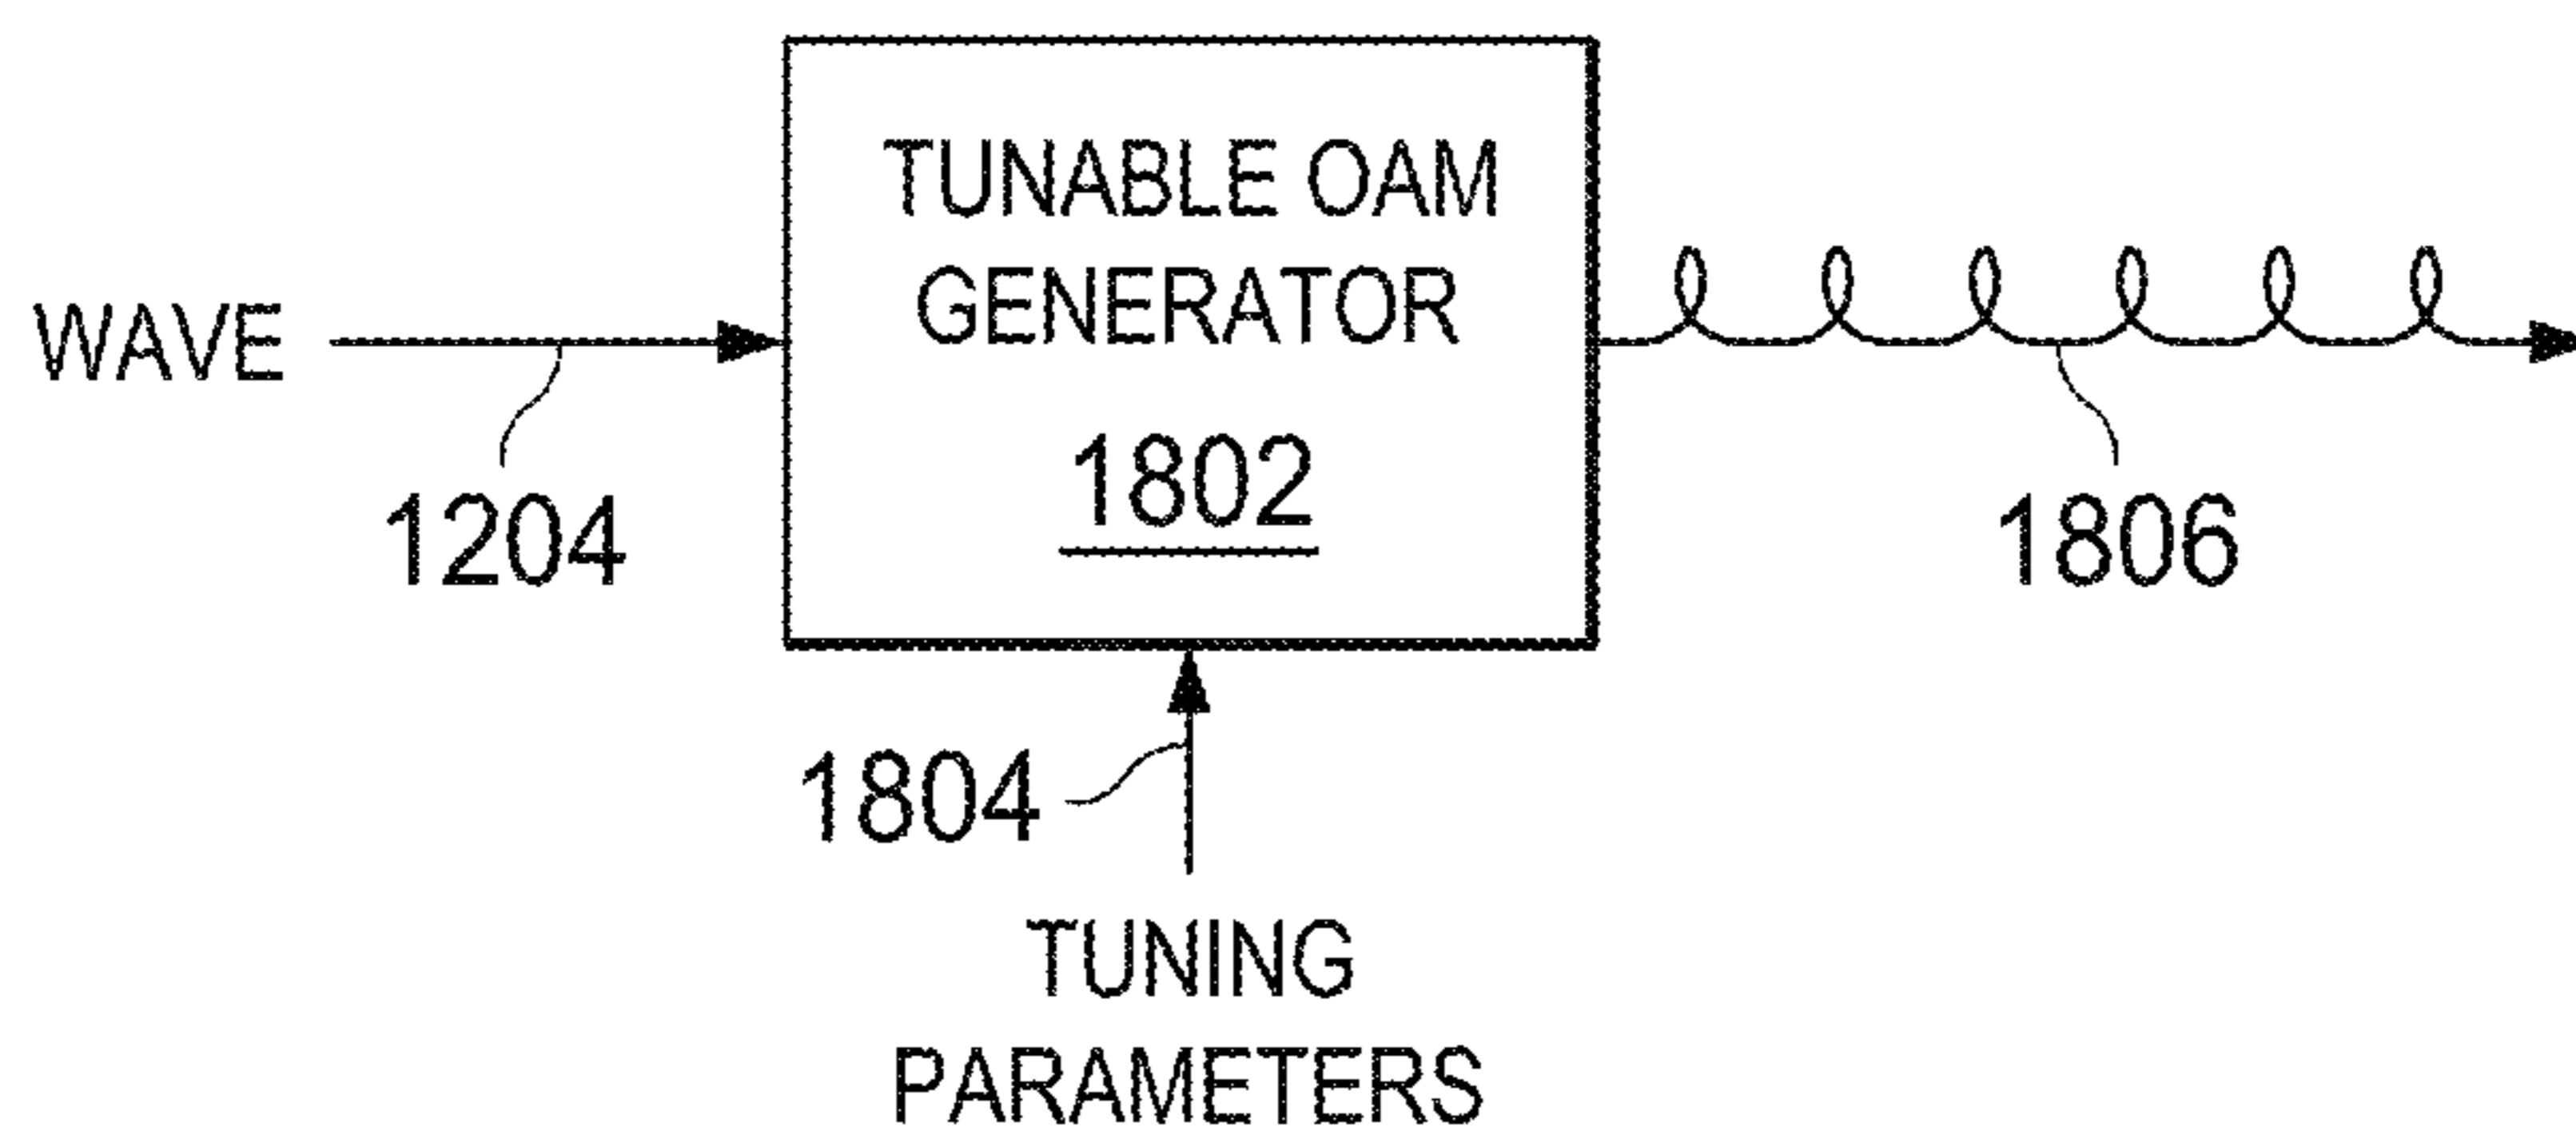 TUNABLE OAM
GENERATOR
1802
WAVE
1204
1806
1804
TUNING
PARAMETERS